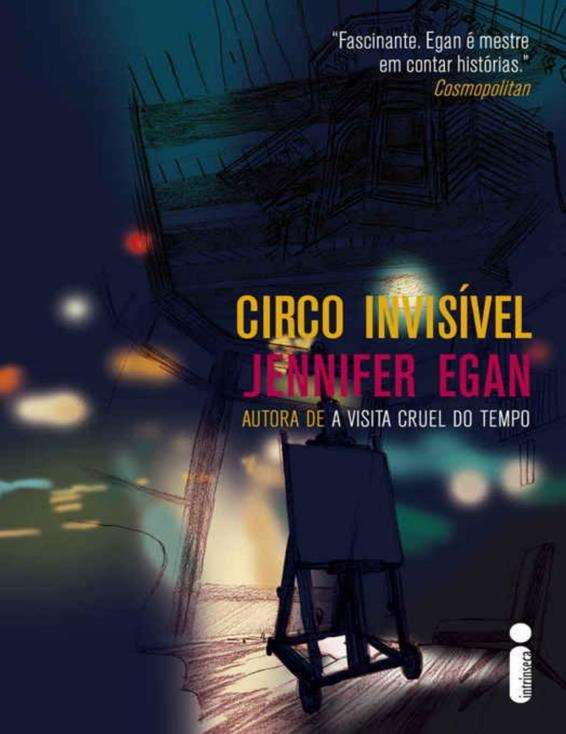 “Fascinante. Egan é mestre
em contar histórias.”
Cosmopolitan
CIRCO INVISÍVEL
JENNIFER EGAN
AUTORA DE A VISITA CRUEL DO TEMPO
intrínseca